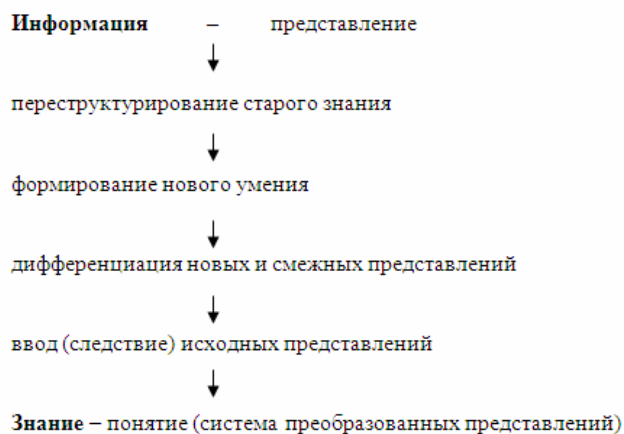 Информация – представление
переструктурирование старого знания
формирование нового умения
дифференциация новых и смежных представлений
ввод (следствие) исходных представлений
Знание – понятие (система преобразованных представлений)